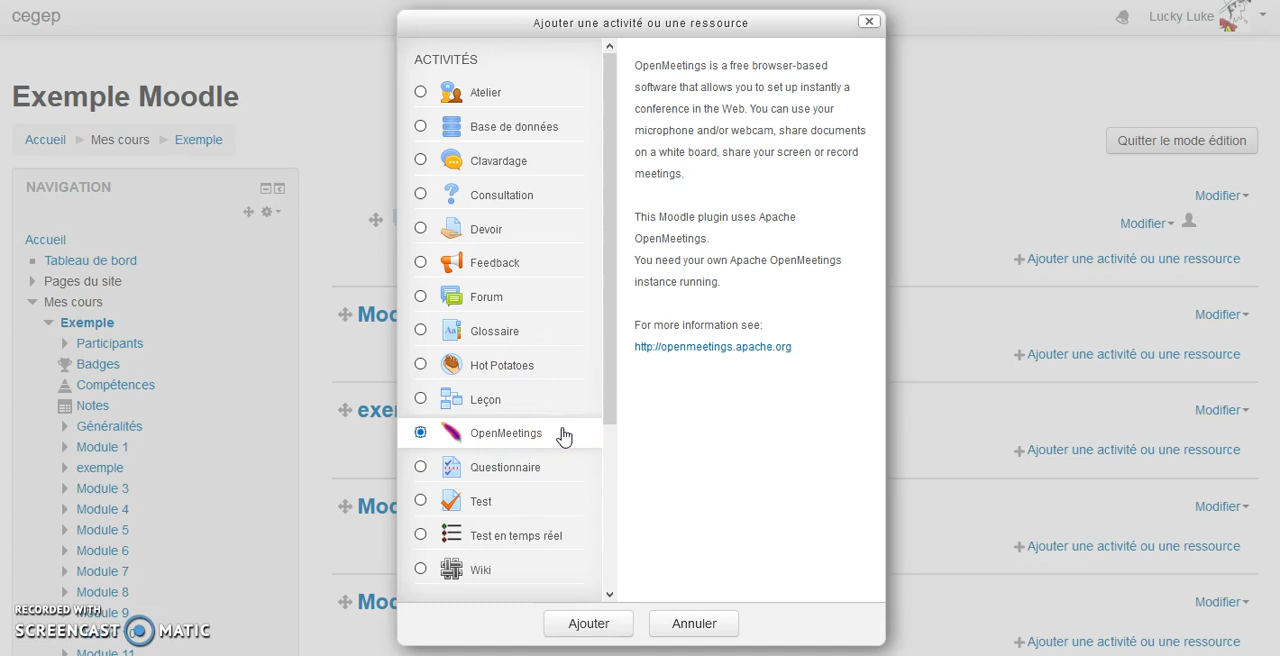 cegep
Lucky Luke
Exemple Moodle
Accueil
Mes cours
Exemple
Quitter le mode édition
NAVIGATION
Accueil
Tableau de bord
Pages du site
Mes cours
Exemple
Participants
Badges
Compétences
Notes
Généralités
Module 1
exemple
Module 3
Module 4
Module 5
Module 6
Module 7
Module 8
Module 9
Module 11
RECORDED WITH
SCREENCAST MATIC
Modifier
Modifier
Ajouter une activité ou une ressource
Modifier
Ajouter une activité ou une ressource
Modifier
Ajouter une activité ou une ressource
Modifier
Ajouter une activité ou une ressource
Modifier
Ajouter une activité ou une ressource
Ajouter une activité ou une ressource
ACTIVITÉS
Atelier
Base de données
Clavardage
Consultation
Devoir
Feedback
Forum
Glossaire
Hot Potatoes
Leçon
OpenMeetings
Questionnaire
Test
Test en temps réel
Wiki
OpenMeetings is a free browser-based
software that allows you to set up instantly a
conference in the Web. You can use your
microphone and/or webcam, share documents
on a white board, share your screen or record
meetings.
This Moodle plugin uses Apache
OpenMeetings.
You need your own Apache OpenMeetings
instance running.
For more information see:
http://openmeetings.apache.org
Ajouter
Annuler